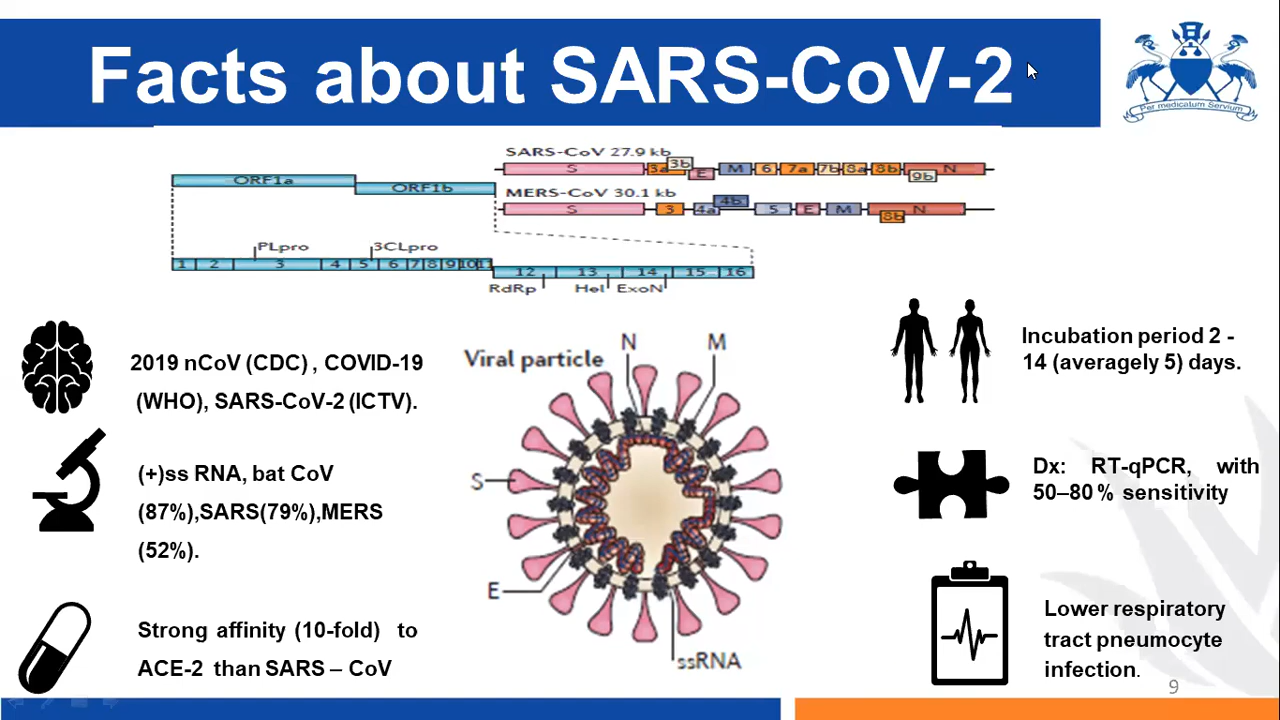 Facts about SARS-CoV-2
Per medicatum Servium
SARS-CoV 27.9 kb
S 3a 3b E M 6 7a 7b 8a 8b 9b N
ORF1a ORF1b
MERS-CoV 30.1 kb
S 3 4a 4b 5 E M 8b N
PLpro 3CLpro
1 2 3 4 5 6 7 8 9 10 11 12 13 14 15 16
RdRp Hel ExoN
2019 nCoV (CDC) , COVID-19
(WHO), SARS-CoV-2 (ICTV).
(+)ss RNA, bat CoV
(87%),SARS(79%),MERS
(52%).
Strong affinity (10-fold) to
ACE-2 than SARS – CoV
Viral particle
N M
S
E
ssRNA
Incubation period 2 -
14 (averagely 5) days.
Dx: RT-qPCR, with
50–80% sensitivity
Lower respiratory
tract pneumocyte
infection.
9